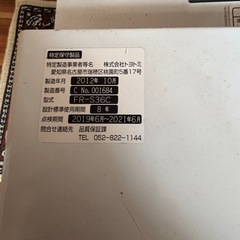 特定保守製品
特定製造事業者等名 株式会社トヨトミ
愛知県名古屋市瑞穂区桃園町5番17号
製造年月 2012年 10月
製造番号 C No.001684
型式 FR-S36C
設計標準使用期間 8 年
点検期間 2019年6月~2021年6月
問合せ連絡先 品質保証課
TEL 052-822-1144